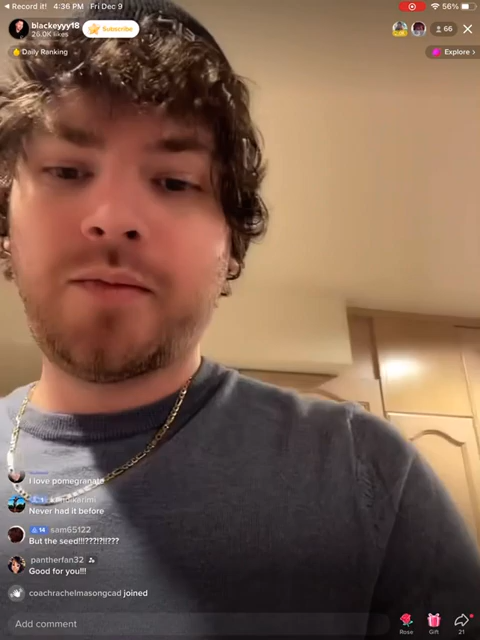 Record it!
4:36 PM Fri Dec 9
56%
blackeyyy18
26.0K likes
Subscribe
66
Daily Ranking
Explore >
I love pomegranate
Never had it before
14 sam65122
But the seed!!!???!?!!???
pantherfan32
Good for you!!!
coachrachelmasongcad joined
Add comment
Rose
Gift
21